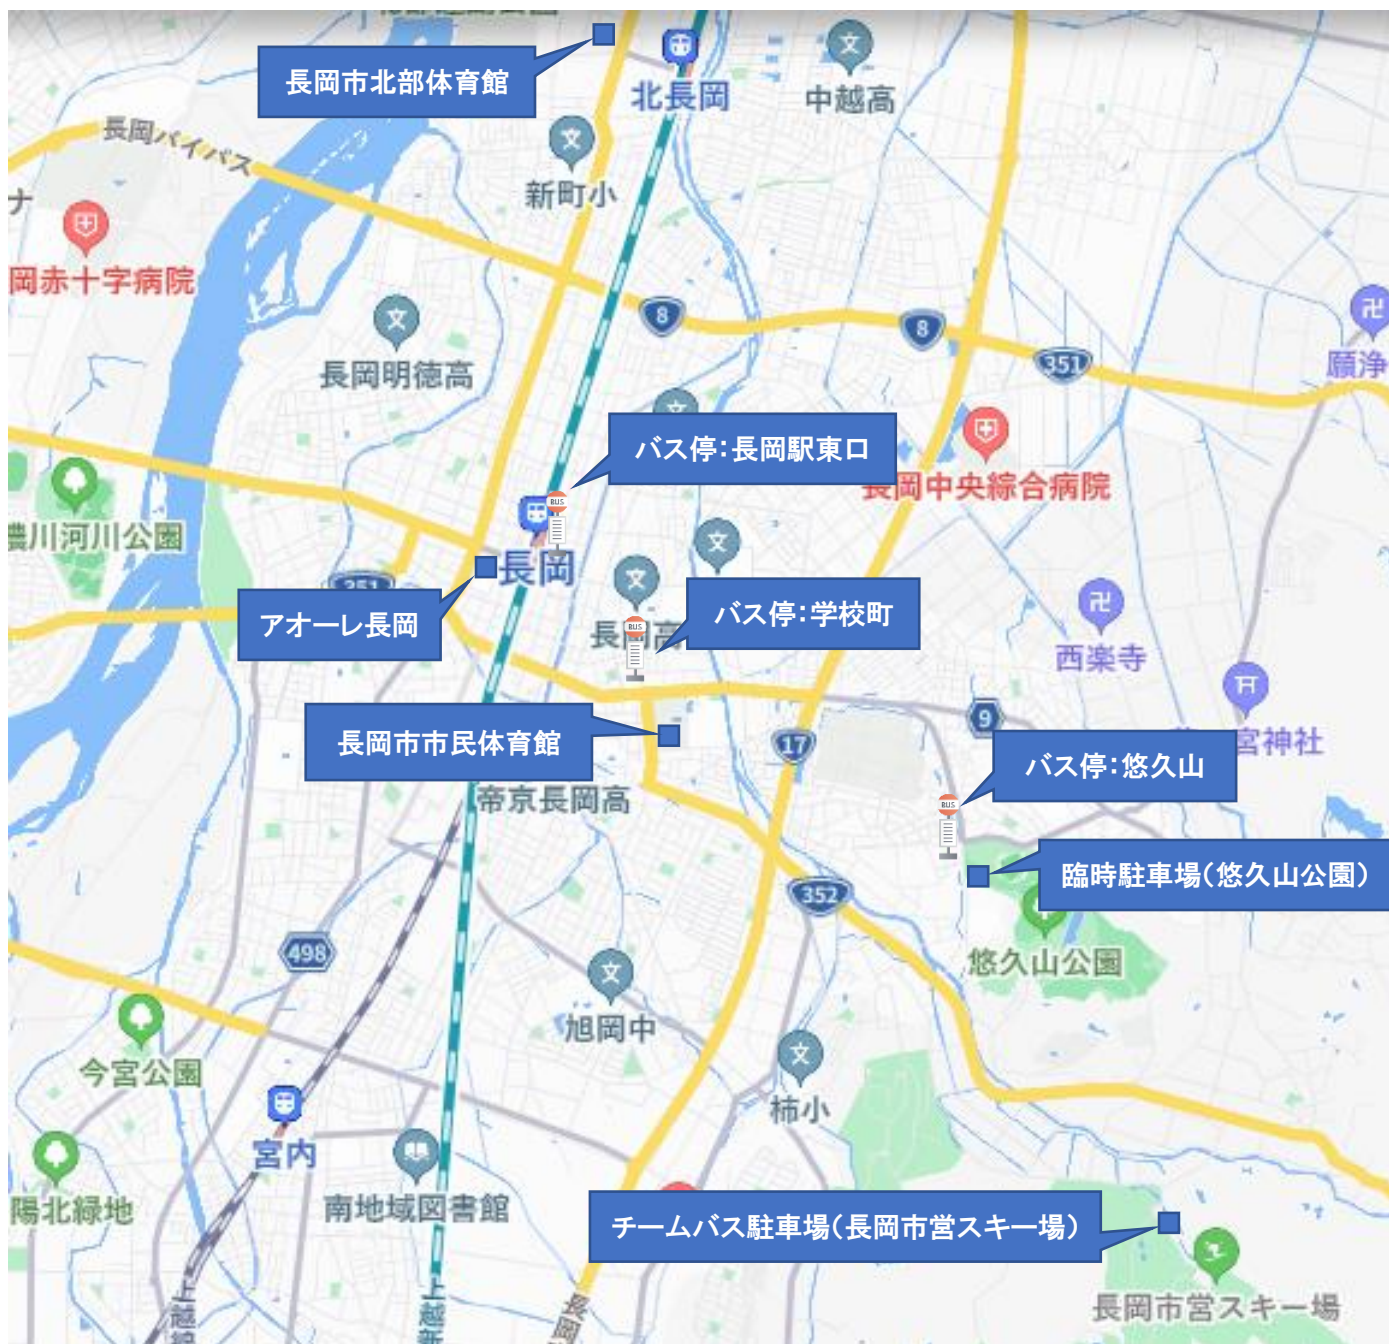 長岡市北部体育館
北長岡
中越高
長岡バイパス
新町小
ナ
岡赤十字病院
8
8
351
長岡明徳高
願浄
バス停：長岡駅東口
長岡中央綜合病院
BUS
川河川公園
長岡
351
アオーレ長岡
BUS
バス停：学校町
長岡高
西楽寺
9
宮神社
長岡市市民体育館
17
バス停：悠久山
帝京長岡高
BUS
臨時駐車場（悠久山公園）
352
悠久山公園
498
旭岡中
今宮公園
柿小
宮内
陽北緑地
南地域図書館
チームバス駐車場（長岡市営スキー場）
長岡市営スキー場